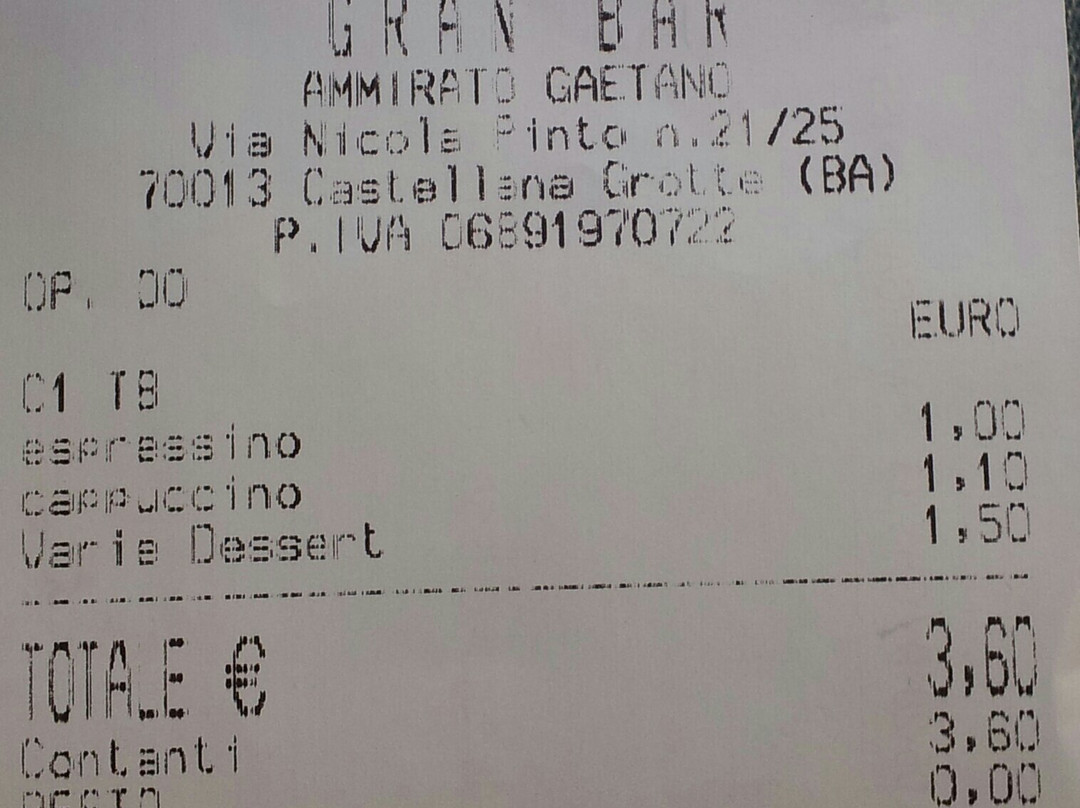 GRAN BAR
AMMIRATO GAETANO
Via Nicola Pinto n.21/25
70013 Castellana Grotte (BA)
P.IVA 06891970722
OP. 00
EURO
C1 T8
espressino 1,00
cappuccino 1,10
Varie Dessert 1,50
TOTALE € 3,60
Contanti 3,60
RESTO 0,00